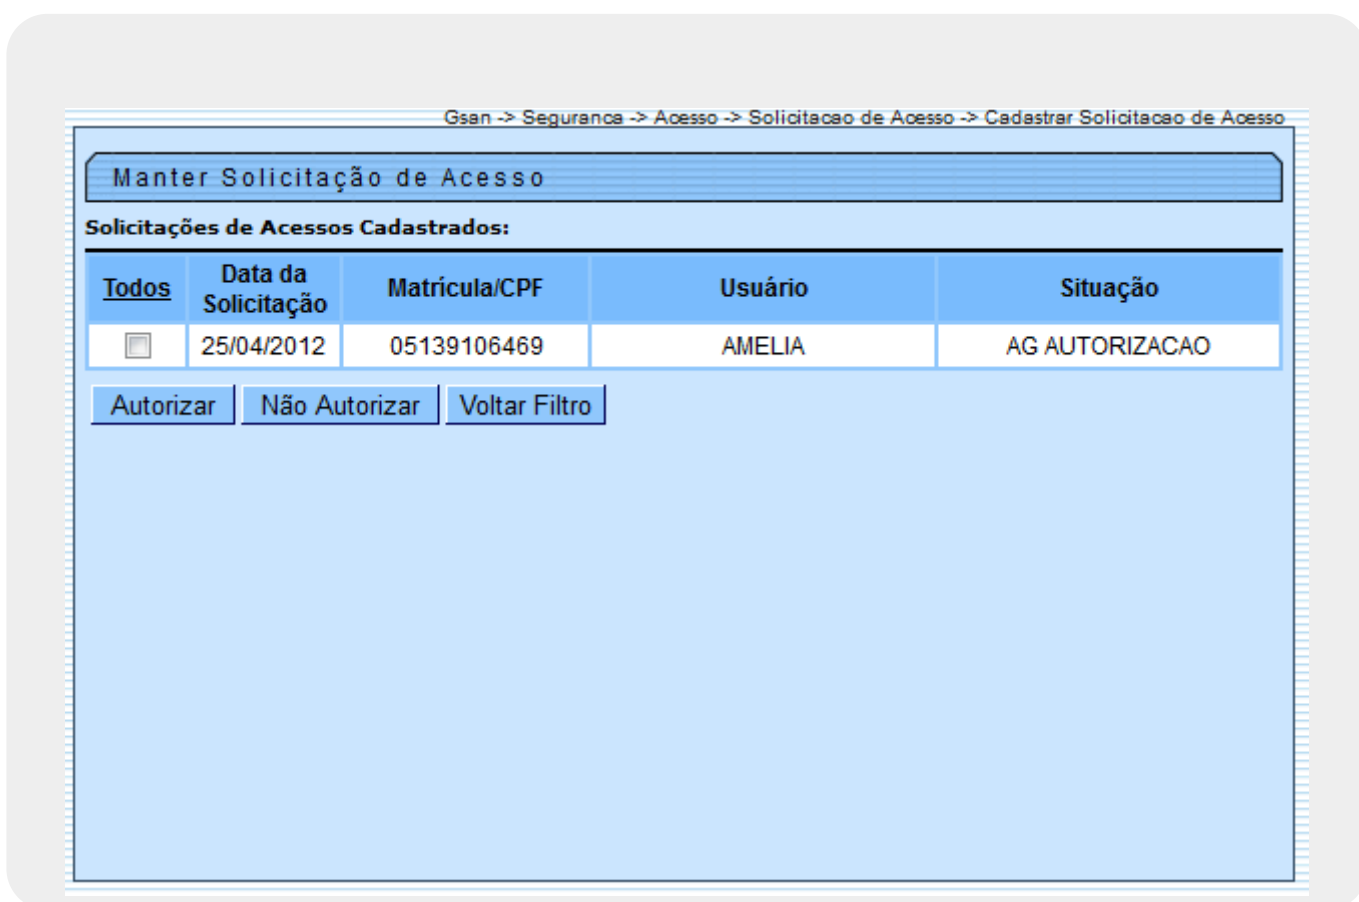 Gsan -> Seguranca -> Acesso -> Solicitacao de Acesso -> Cadastrar Solicitacao de Acesso
Manter Solicitação de Acesso
Solicitações de Acessos Cadastrados:
Todos Data da Solicitação Matrícula/CPF Usuário Situação
25/04/2012 05139106469 AMELIA AG AUTORIZACAO
Autorizar Não Autorizar Voltar Filtro